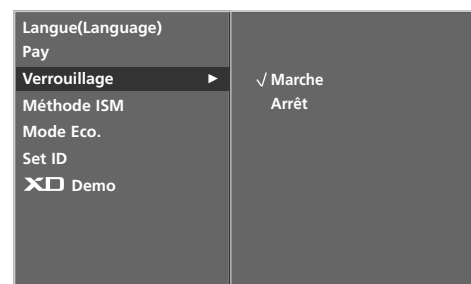 Langue(Language)
Pay
Verrouillage ►
√ Marche
Arrêt
Méthode ISM
Mode Eco.
Set ID
XD Demo